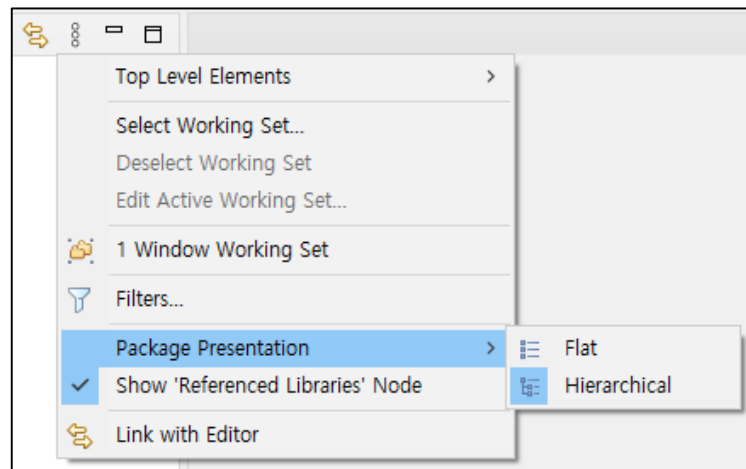 Top Level Elements
Select Working Set...
Deselect Working Set
Edit Active Working Set...
1 Window Working Set
Filters...
Package Presentation
Flat
Show 'Referenced Libraries' Node
Hierarchical
Link with Editor